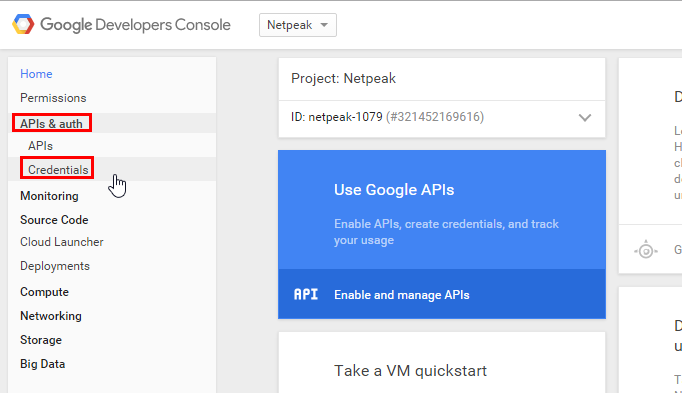 Google Developers Console
Netpeak
Home
Permissions
APIs & auth
APIs
Credentials
Monitoring
Source Code
Cloud Launcher
Deployments
Compute
Networking
Storage
Big Data
Project: Netpeak
ID: netpeak-1079 (#321452169616)
Use Google APIs
Enable APIs, create credentials, and track
your usage
API
Enable and manage APIs
Take a VM quickstart
D
L
H
cl
d
u
G
D
u
T